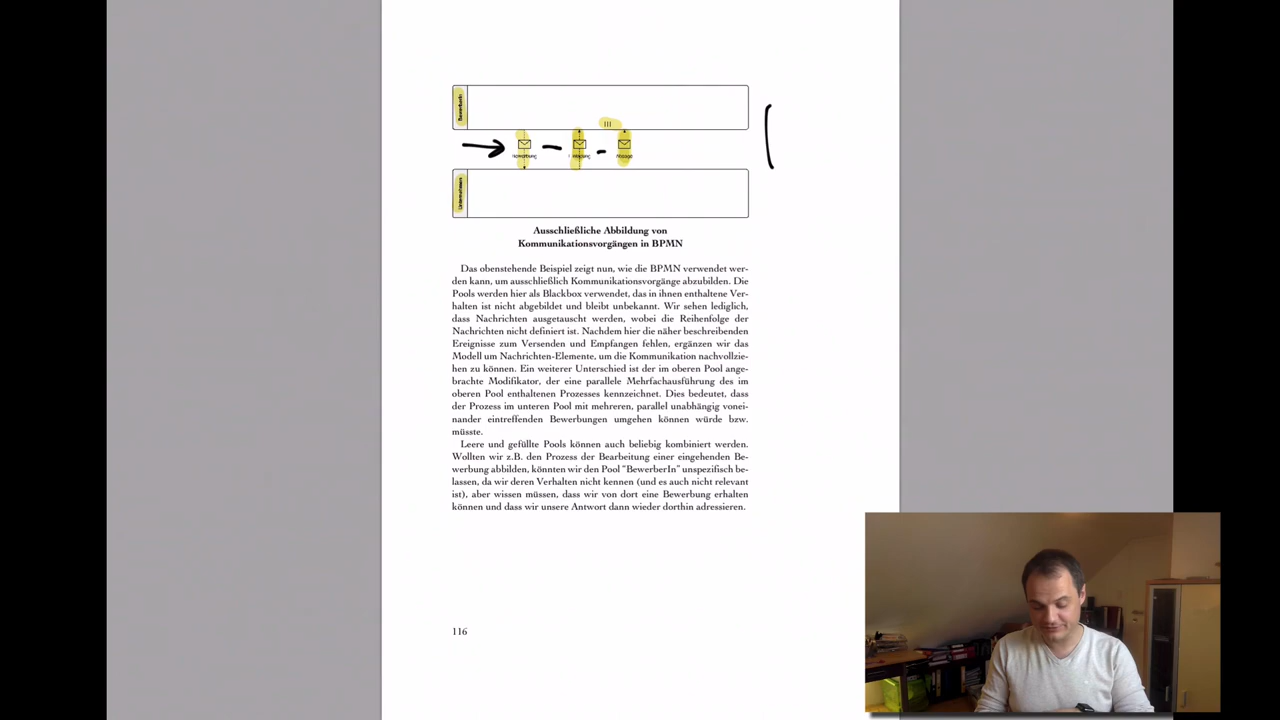 BewerberIn
Bewerbung
Absage
Unternehmen
Ausschließliche Abbildung von
Kommunikationsvorgängen in BPMN
Das obenstehende Beispiel zeigt nun, wie die BPMN verwendet wer-
den kann, um ausschließlich Kommunikationsvorgänge abzubilden. Die
Pools werden hier als Blackbox verwendet, das in ihnen enthaltene Ver-
halten ist nicht abgebildet und bleibt unbekannt. Wir sehen lediglich,
dass Nachrichten ausgetauscht werden, wobei die Reihenfolge der
Nachrichten nicht definiert ist. Nachdem hier die näher beschreibenden
Ereignisse zum Versenden und Empfangen fehlen, ergänzen wir das
Modell um Nachrichten-Elemente, um die Kommunikation nachvollzie-
hen zu können. Ein weiterer Unterschied ist der im oberen Pool ange-
brachte Modifikator, der eine parallele Mehrfachausführung des im
oberen Pool enthaltenen Prozesses kennzeichnet. Dies bedeutet, dass
der Prozess im unteren Pool mit mehreren, parallel unabhängig vonei-
nander eintreffenden Bewerbungen umgehen können würde bzw.
müsste.
Leere und gefüllte Pools können auch beliebig kombiniert werden.
Wollten wir z.B. den Prozess der Bearbeitung einer eingehenden Be-
werbung abbilden, könnten wir den Pool “BewerberIn” unspezifisch be-
lassen, da wir deren Verhalten nicht kennen (und es auch nicht relevant
ist), aber wissen müssen, dass wir von dort eine Bewerbung erhalten
können und dass wir unsere Antwort dann wieder dorthin adressieren.
116